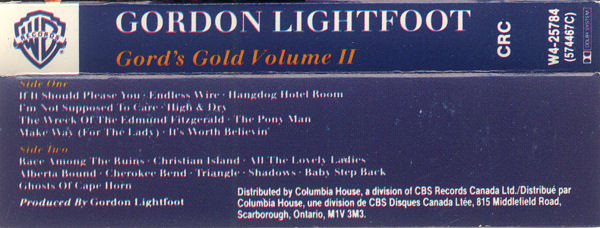 GORDON LIGHTFOOT
Gord's Gold Volume II
CRC
W4-25784
(574467C)
Side One
If It Should Please You · Endless Wire · Hangdog Hotel Room
I'm Not Supposed To Care · High & Dry
The Wreck Of The Edmund Fitzgerald · The Pony Man
Make Way (For The Lady) · It's Worth Believin'
Side Two
Race Among The Ruins · Christian Island · All The Lovely Ladies
Alberta Bound · Cherokee Bend · Triangle · Shadows · Baby Step Back
Ghosts Of Cape Horn
Produced By Gordon Lightfoot
Distributed by Columbia House, a division of CBS Records Canada Ltd./Distribué par
Columbia House, une division de CBS Disques Canada Ltée, 815 Middlefield Road,
Scarborough, Ontario, M1V 3M3.